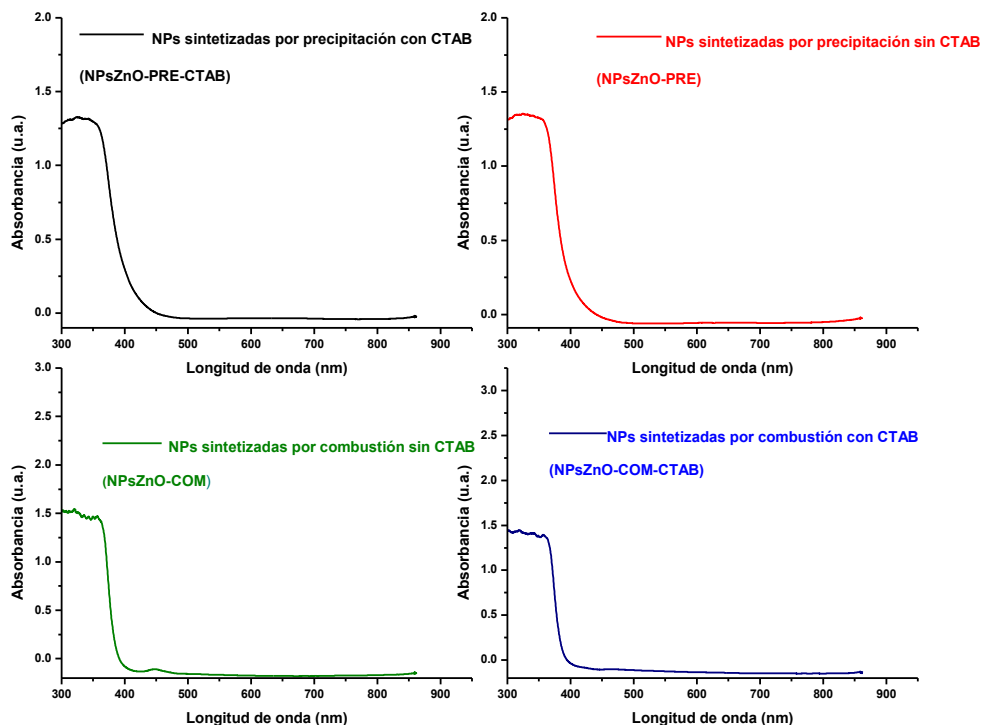 2.0
1.5
1.0
0.5
0.0
Absorbancia (u.a.)
NPs sintetizadas por precipitación con CTAB
(NPsZnO-PRE-CTAB)
300 400 500 600 700 800 900
Longitud de onda (nm)
2.0
1.5
1.0
0.5
0.0
Absorbancia (u.a.)
NPs sintetizadas por precipitación sin CTAB
(NPsZnO-PRE)
300 400 500 600 700 800 900
Longitud de onda (nm)
3.0
2.5
2.0
1.5
1.0
0.5
0.0
Absorbancia (u.a.)
NPs sintetizadas por combustión sin CTAB
(NPsZnO-COM)
300 400 500 600 700 800 900
Longitud de onda (nm)
3.0
2.5
2.0
1.5
1.0
0.5
0.0
Absorbancia (u.a.)
NPs sintetizadas por combustión con CTAB
(NPsZnO-COM-CTAB)
300 400 500 600 700 800 900
Longitud de onda (nm)